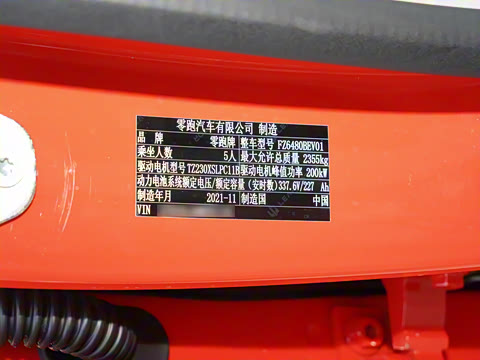 零跑汽车有限公司 制造
品 牌 零跑牌 整车型号 FZ6480BEV01
乘坐人数 5人 最大允许总质量 2355kg
驱动电机型号 TZ230XSLPC11B 驱动电机峰值功率 200kW
动力电池系统额定电压/额定容量(安时数) 337.6V/227 Ah
制造年月 2021-11 制造国 中国
VIN